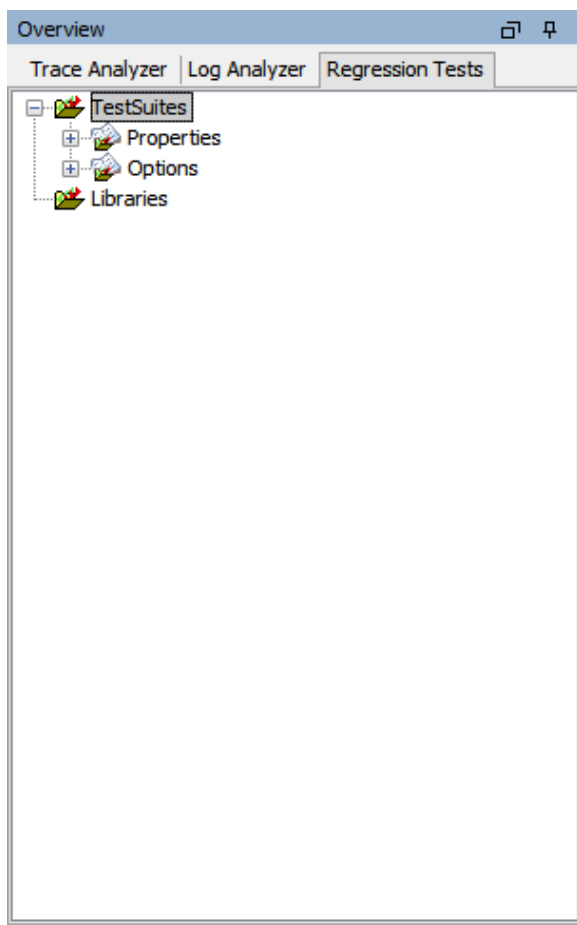 Overview
Trace Analyzer Log Analyzer Regression Tests
TestSuites
Properties
Options
Libraries